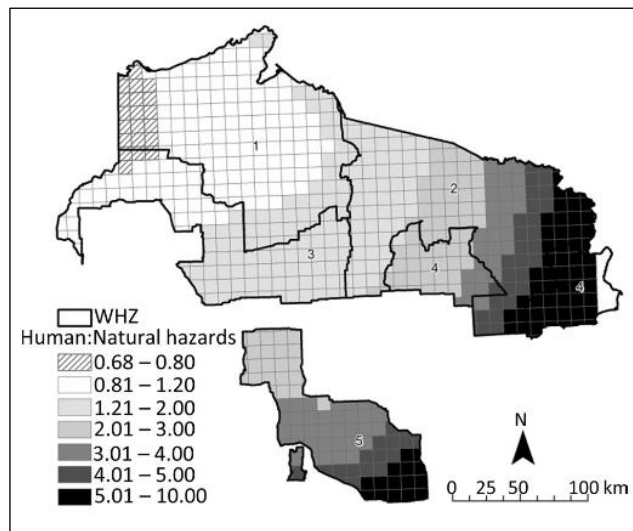 1
2
3
4
4
WHZ
Human:Natural hazards
0.68 – 0.80
0.81 – 1.20
1.21 – 2.00
2.01 – 3.00
3.01 – 4.00
4.01 – 5.00
5.01 – 10.00
5
N
0 25 50 100 km